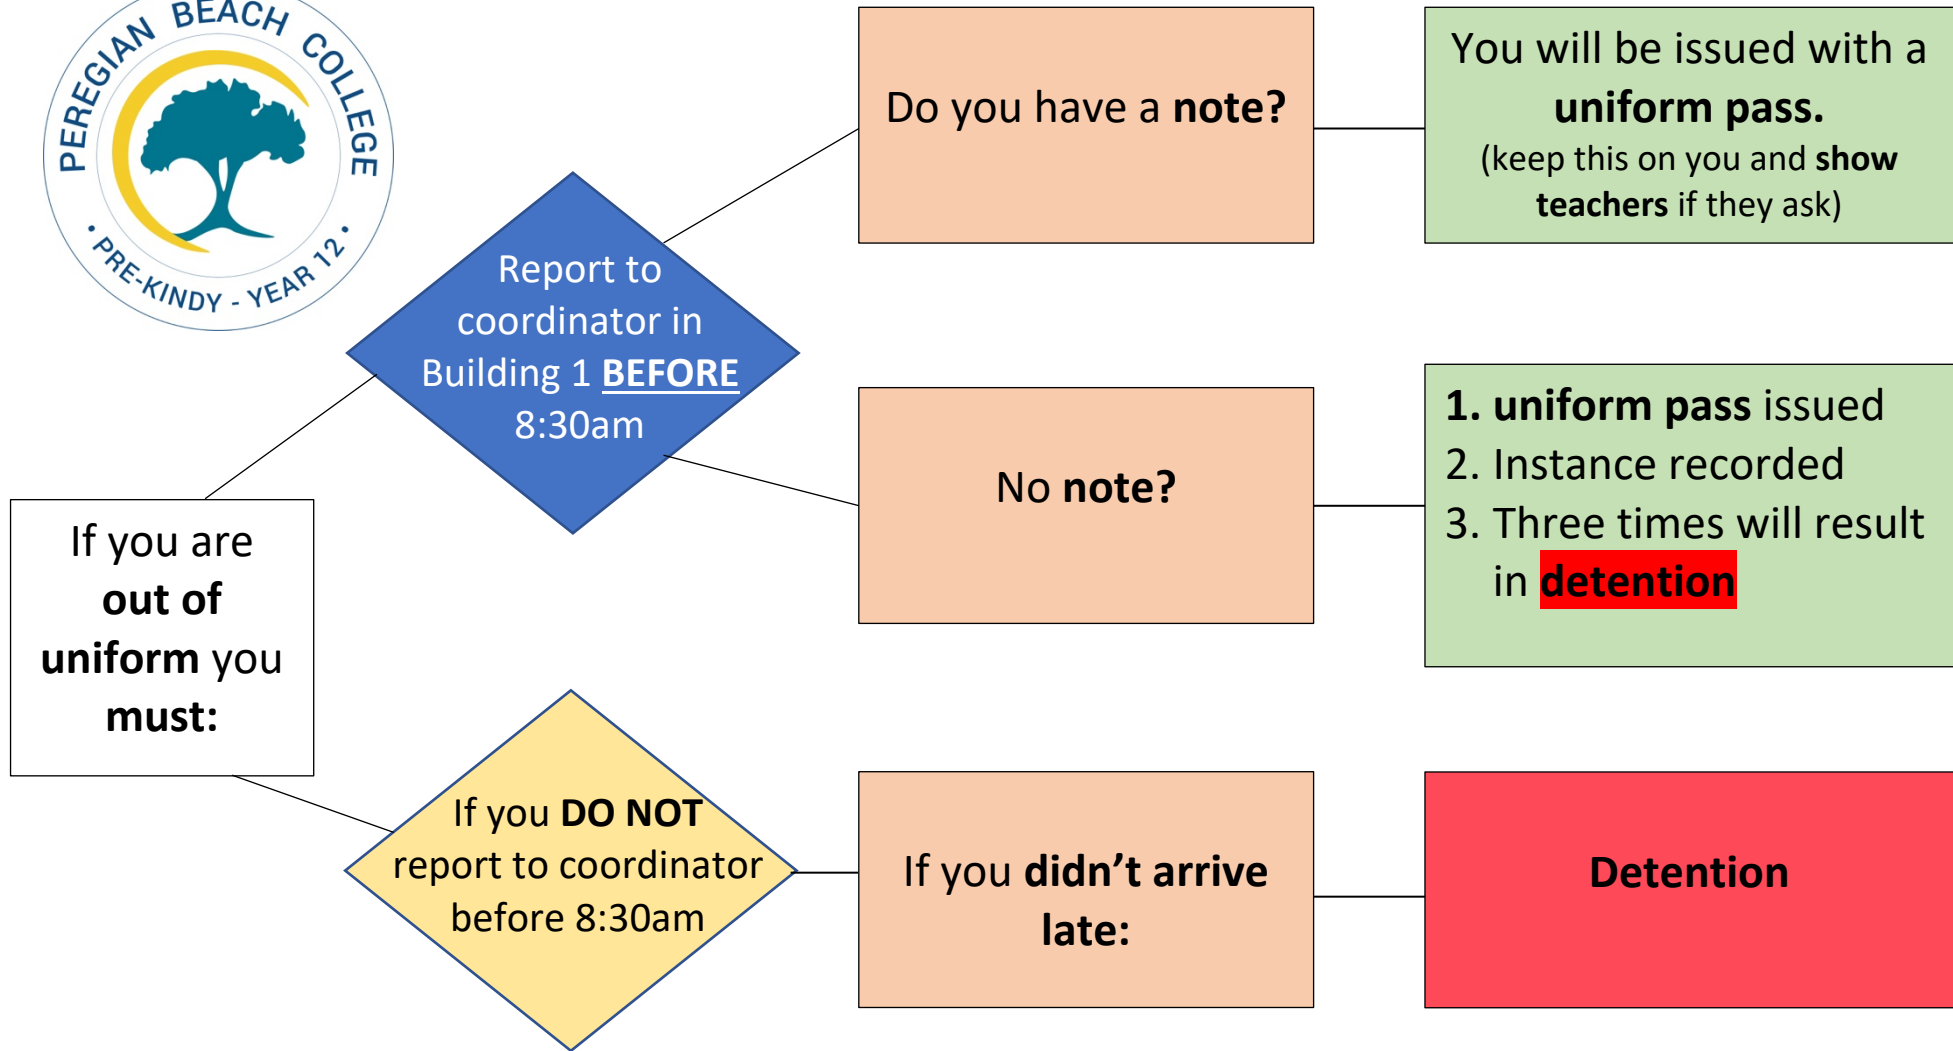 PEREGIAN BEACH COLLEGE
• PRE-KINDY - YEAR 12 •
Do you have a note?
You will be issued with a
uniform pass.
(keep this on you and show
teachers if they ask)
Report to
coordinator in
Building 1 BEFORE
8:30am
No note?
1. uniform pass issued
2. Instance recorded
3. Three times will result
in detention
If you are
out of
uniform you
must:
If you DO NOT
report to coordinator
before 8:30am
If you didn’t arrive
late:
Detention